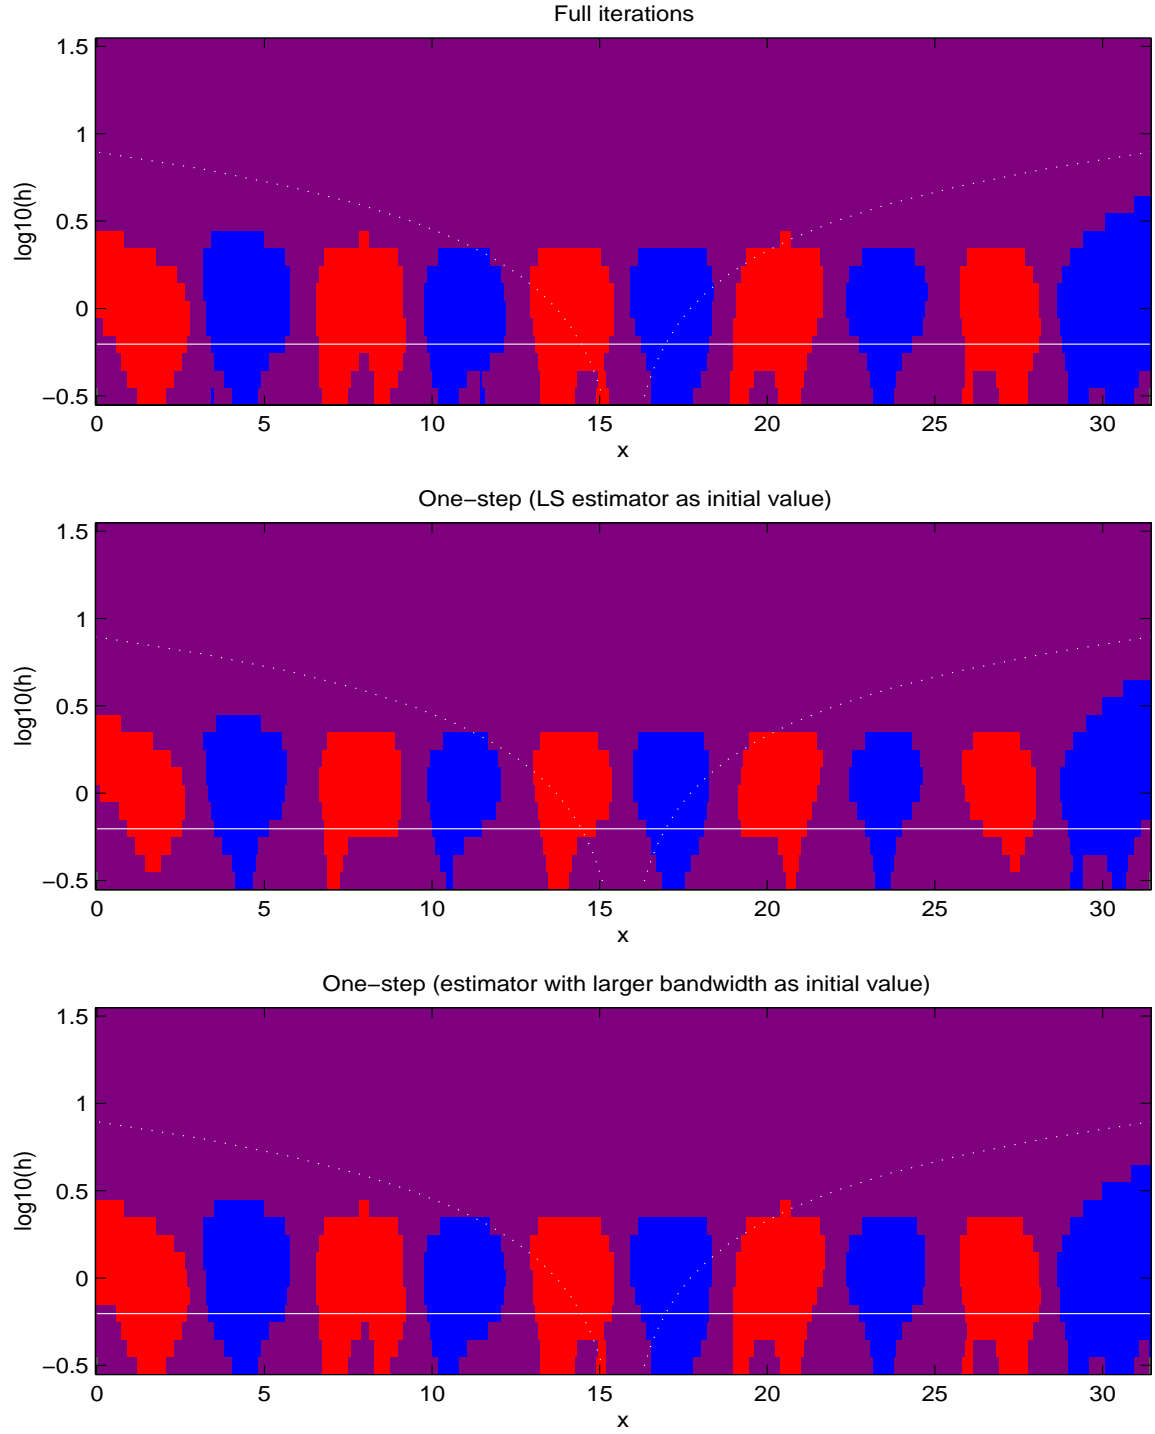 Full iterations
1.5
1
0.5
0
−0.5
log10(h)
0 5 10 15 20 25 30
x
One−step (LS estimator as initial value)
1.5
1
0.5
0
−0.5
log10(h)
0 5 10 15 20 25 30
x
One−step (estimator with larger bandwidth as initial value)
1.5
1
0.5
0
−0.5
log10(h)
0 5 10 15 20 25 30
x